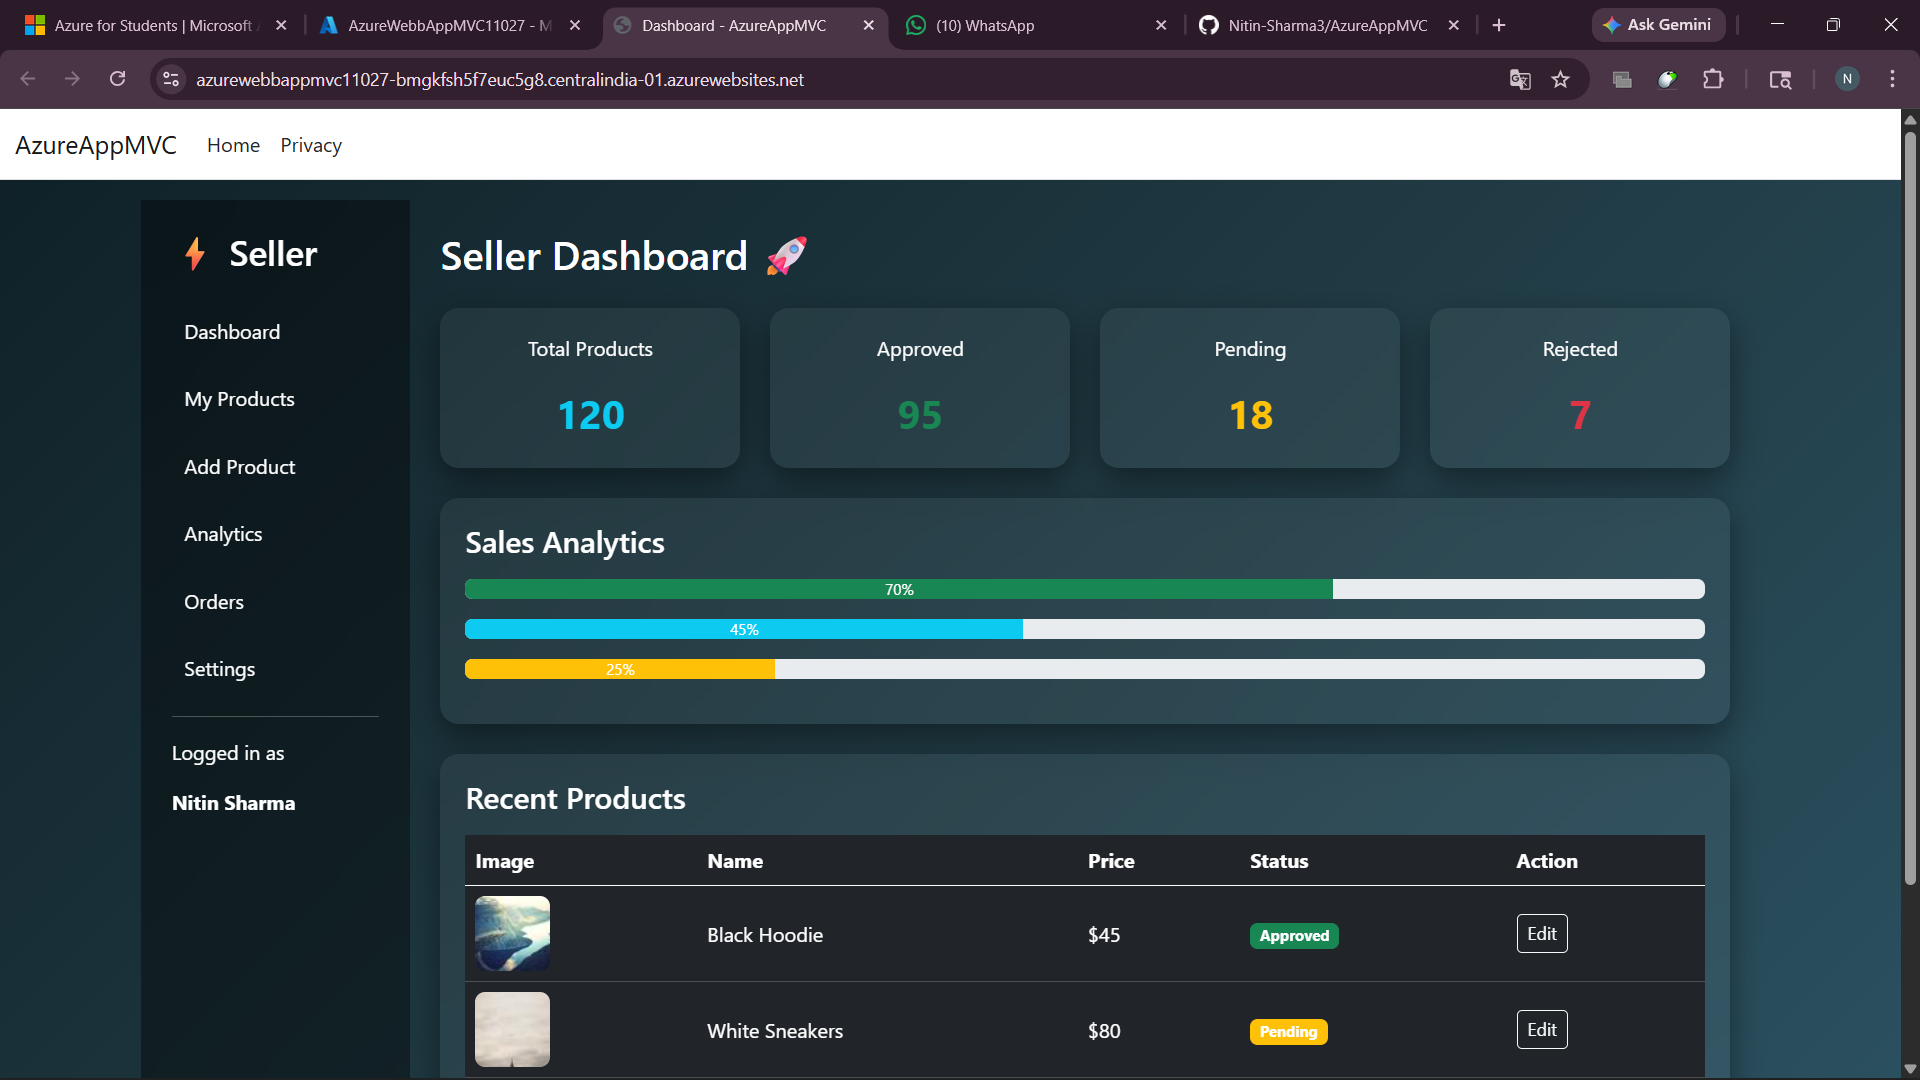 Azure for Students | Microsoft
AzureWebbAppMVC11027 - M
Dashboard - AzureAppMVC
(10) WhatsApp
Nitin-Sharma3/AzureAppMVC
Ask Gemini
azurewebbappmvc11027-bmgkfsh5f7euc5g8.centralindia-01.azurewebsites.net
N
AzureAppMVC
Home
Privacy
Seller
Dashboard
My Products
Add Product
Analytics
Orders
Settings
Logged in as
Nitin Sharma
Seller Dashboard 🚀
Total Products
120
Approved
95
Pending
18
Rejected
7
Sales Analytics
70%
45%
25%
Recent Products
Image Name Price Status Action
Black Hoodie $45 Approved Edit
White Sneakers $80 Pending Edit